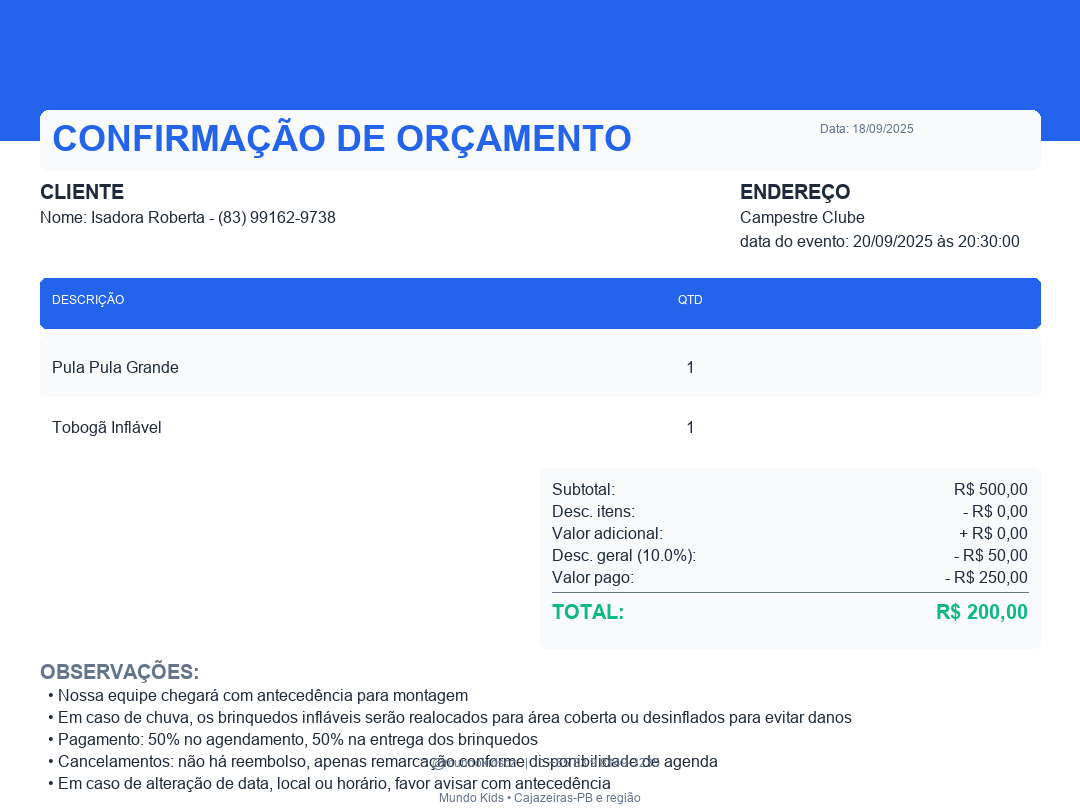 CONFIRMAÇÃO DE ORÇAMENTO
Data: 18/09/2025
CLIENTE
Nome: Isadora Roberta - (83) 99162-9738
ENDEREÇO
Campestre Clube
data do evento: 20/09/2025 às 20:30:00
DESCRIÇÃO QTD
Pula Pula Grande 1
Tobogã Inflável 1
Subtotal: R$ 500,00
Desc. itens: - R$ 0,00
Valor adicional: + R$ 0,00
Desc. geral (10.0%): - R$ 50,00
Valor pago: - R$ 250,00
TOTAL: R$ 200,00
OBSERVAÇÕES:
• Nossa equipe chegará com antecedência para montagem
• Em caso de chuva, os brinquedos infláveis serão realocados para área coberta ou desinflados para evitar danos
• Pagamento: 50% no agendamento, 50% na entrega dos brinquedos
• Cancelamentos: não há reembolso, apenas remarcação conforme disponibilidade de agenda
• Em caso de alteração de data, local ou horário, favor avisar com antecedência
Mundo Kids • Cajazeiras-PB e região